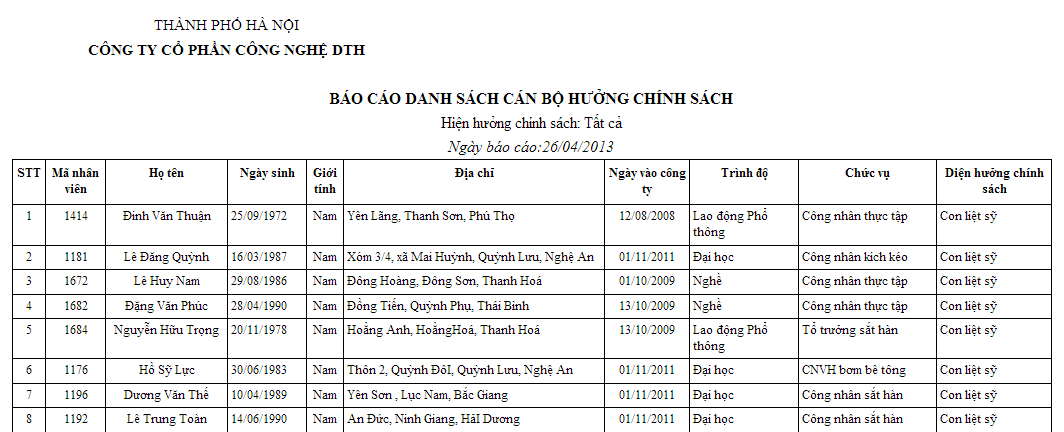 THÀNH PHỐ HÀ NỘI
CÔNG TY CỔ PHẦN CÔNG NGHỆ DTH
BÁO CÁO DANH SÁCH CÁN BỘ HƯỞNG CHÍNH SÁCH
Hiện hưởng chính sách: Tất cả
Ngày báo cáo:26/04/2013
STT Mã nhân viên Họ tên Ngày sinh Giới tính Địa chỉ Ngày vào công ty Trình độ Chức vụ Diện hưởng chính sách
1 1414 Đinh Văn Thuận 25/09/1972 Nam Yên Lãng, Thanh Sơn, Phú Thọ 12/08/2008 Lao động Phổ thông Công nhân thực tập Con liệt sỹ
2 1181 Lê Đăng Quỳnh 16/03/1987 Nam Xóm 3/4, xã Mai Huỳnh, Quỳnh Lưu, Nghệ An 01/11/2011 Đại học Công nhân kích kéo Con liệt sỹ
3 1672 Lê Huy Nam 29/08/1986 Nam Đông Hoàng, Đông Sơn, Thanh Hoá 01/10/2009 Nghề Công nhân thực tập Con liệt sỹ
4 1682 Đặng Văn Phúc 28/04/1990 Nam Đồng Tiến, Quỳnh Phụ, Thái Bình 13/10/2009 Nghề Công nhân thực tập Con liệt sỹ
5 1684 Nguyễn Hữu Trọng 20/11/1978 Nam Hoằng Anh, HoằngHoá, Thanh Hoá 13/10/2009 Lao động Phổ thông Tổ trưởng sắt hàn Con liệt sỹ
6 1176 Hồ Sỹ Lực 30/06/1983 Nam Thôn 2, Quỳnh ĐôI, Quỳnh Lưu, Nghệ An 01/11/2011 Đại học CNVH bơm bê tông Con liệt sỹ
7 1196 Dương Văn Thế 10/04/1989 Nam Yên Sơn , Lục Nam, Bắc Giang 01/11/2011 Đại học Công nhân sắt hàn Con liệt sỹ
8 1192 Lê Trung Toàn 14/06/1990 Nam An Đức, Ninh Giang, HảI Dương 01/11/2011 Đại học Công nhân sắt hàn Con liệt sỹ